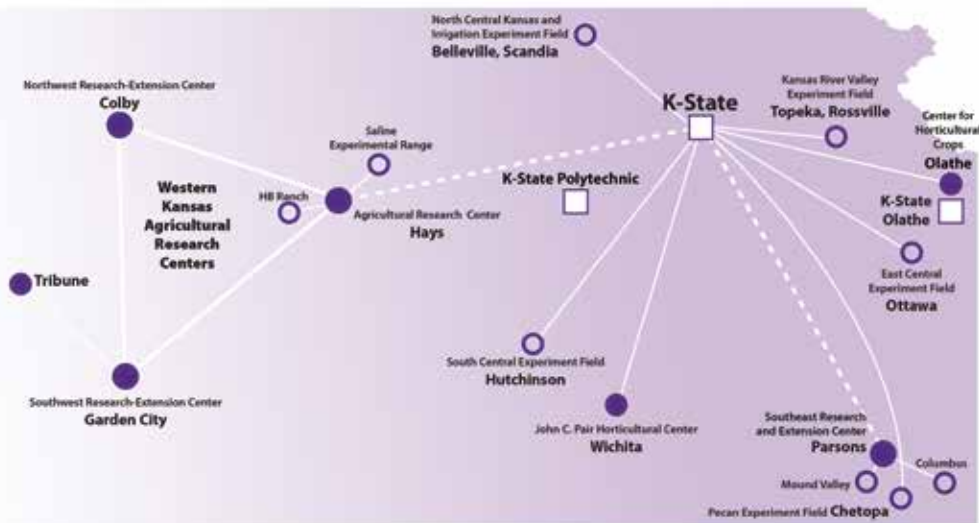 North Central Kansas and
Irrigation Experiment Field
Belleville, Scandia
Northwest Research-Extension Center
Colby
K-State
Kansas River Valley
Experiment Field
Topeka, Rossville
Center for
Horticultural
Crops
Olathe
Saline
Experimental Range
K-State Polytechnic
Western
Kansas
Agricultural
Research
Centers
HB Ranch
Agricultural Research Center
Hays
K-State
Olathe
Tribune
East Central
Experiment Field
Ottawa
South Central Experiment Field
Hutchinson
Southwest Research-Extension Center
Garden City
John C. Pair Horticultural Center
Wichita
Southeast Research
and Extension Center
Parsons
Columbus
Mound Valley
Pecan Experiment Field Chetopa